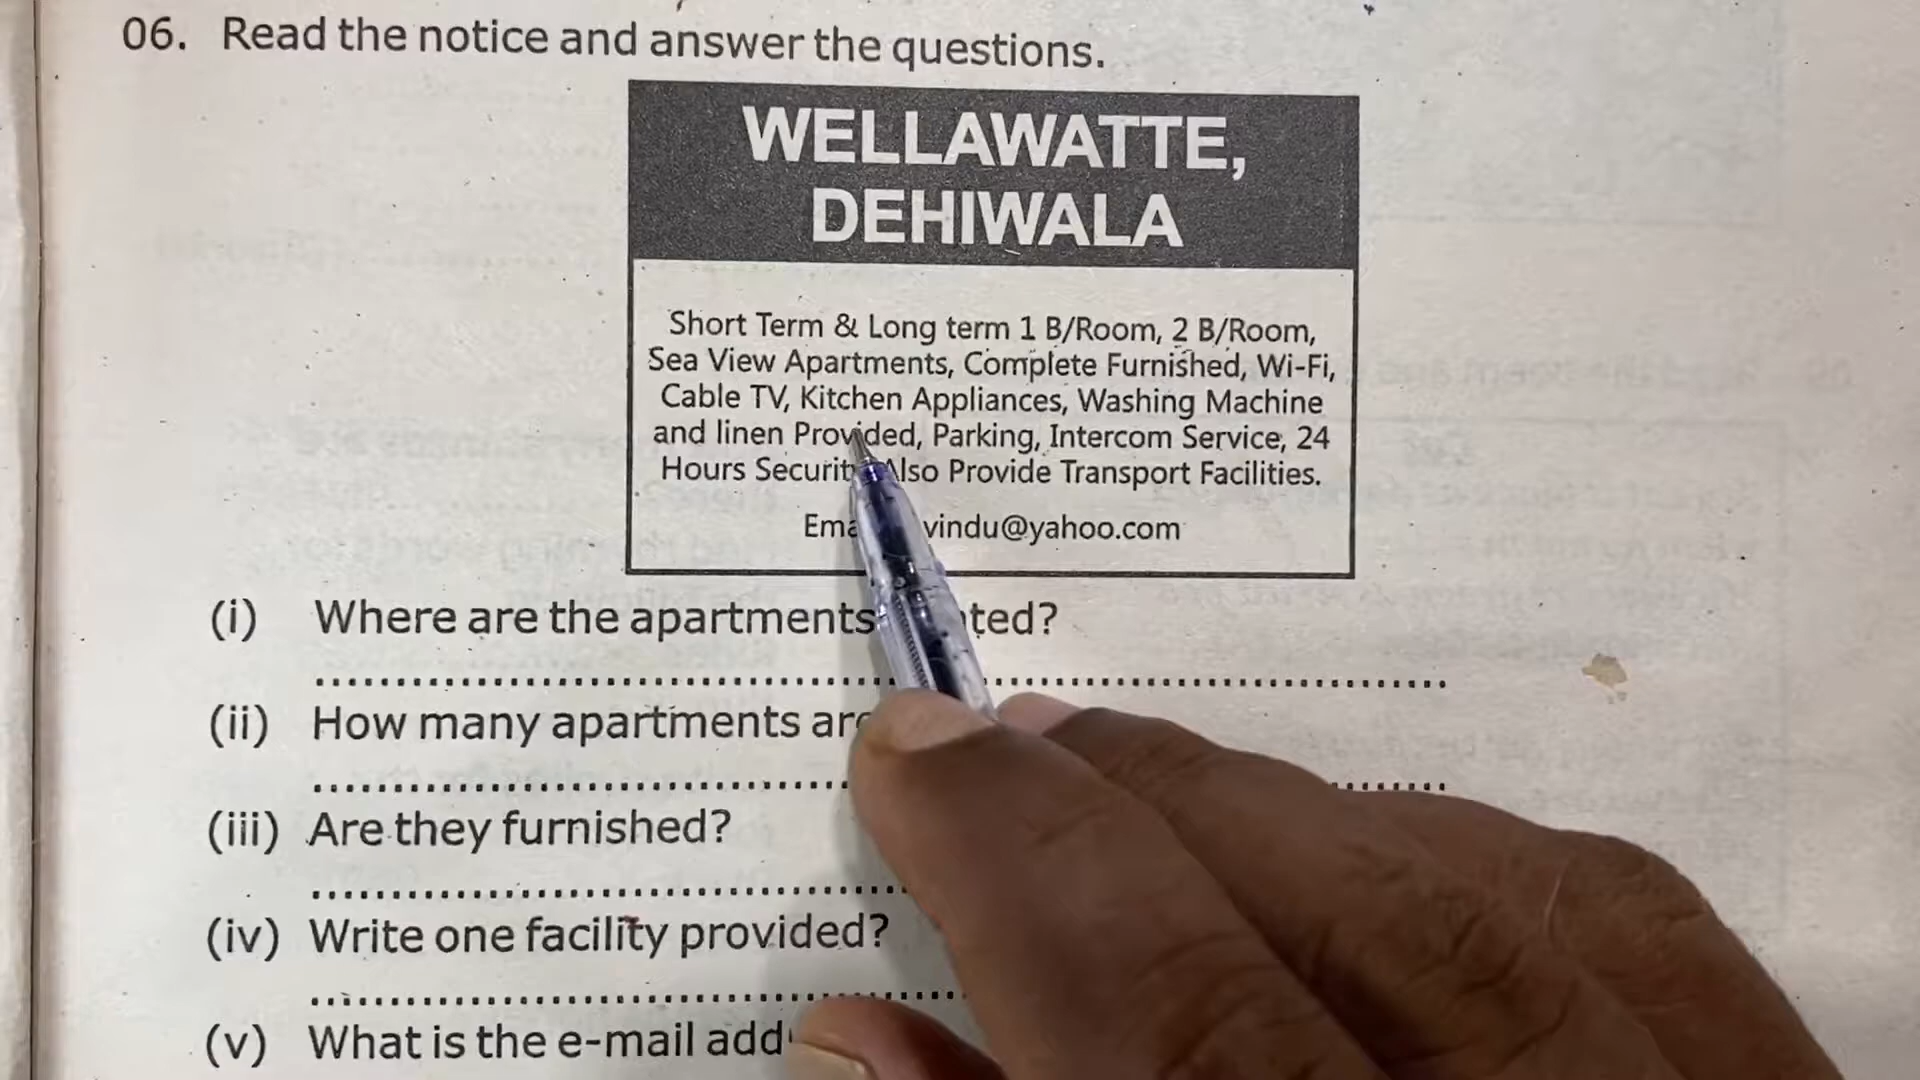 06. Read the notice and answer the questions.
WELLAWATTE,
DEHIWALA
Short Term & Long term 1 B/Room, 2 B/Room,
Sea View Apartments, Complete Furnished, Wi-Fi,
Cable TV, Kitchen Appliances, Washing Machine
and linen Provided, Parking, Intercom Service, 24
Hours Security Also Provide Transport Facilities.
vindu@yahoo.com
(i) Where are the apartments
(ii) How many apartments are
(iii) Are they furnished?
(iv) Write one facility provided?
(v) What is the e-mail